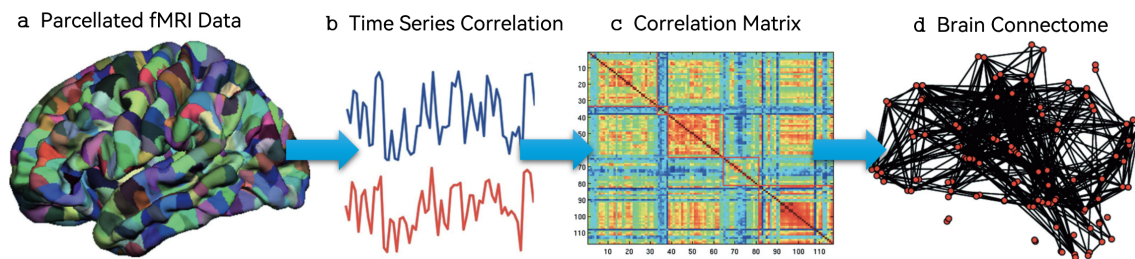 a Parcellated fMRI Data
b Time Series Correlation
c Correlation Matrix
d Brain Connectome
10
20
30
40
50
60
70
80
90
100
110
10 20 30 40 50 60 70 80 90 100 110